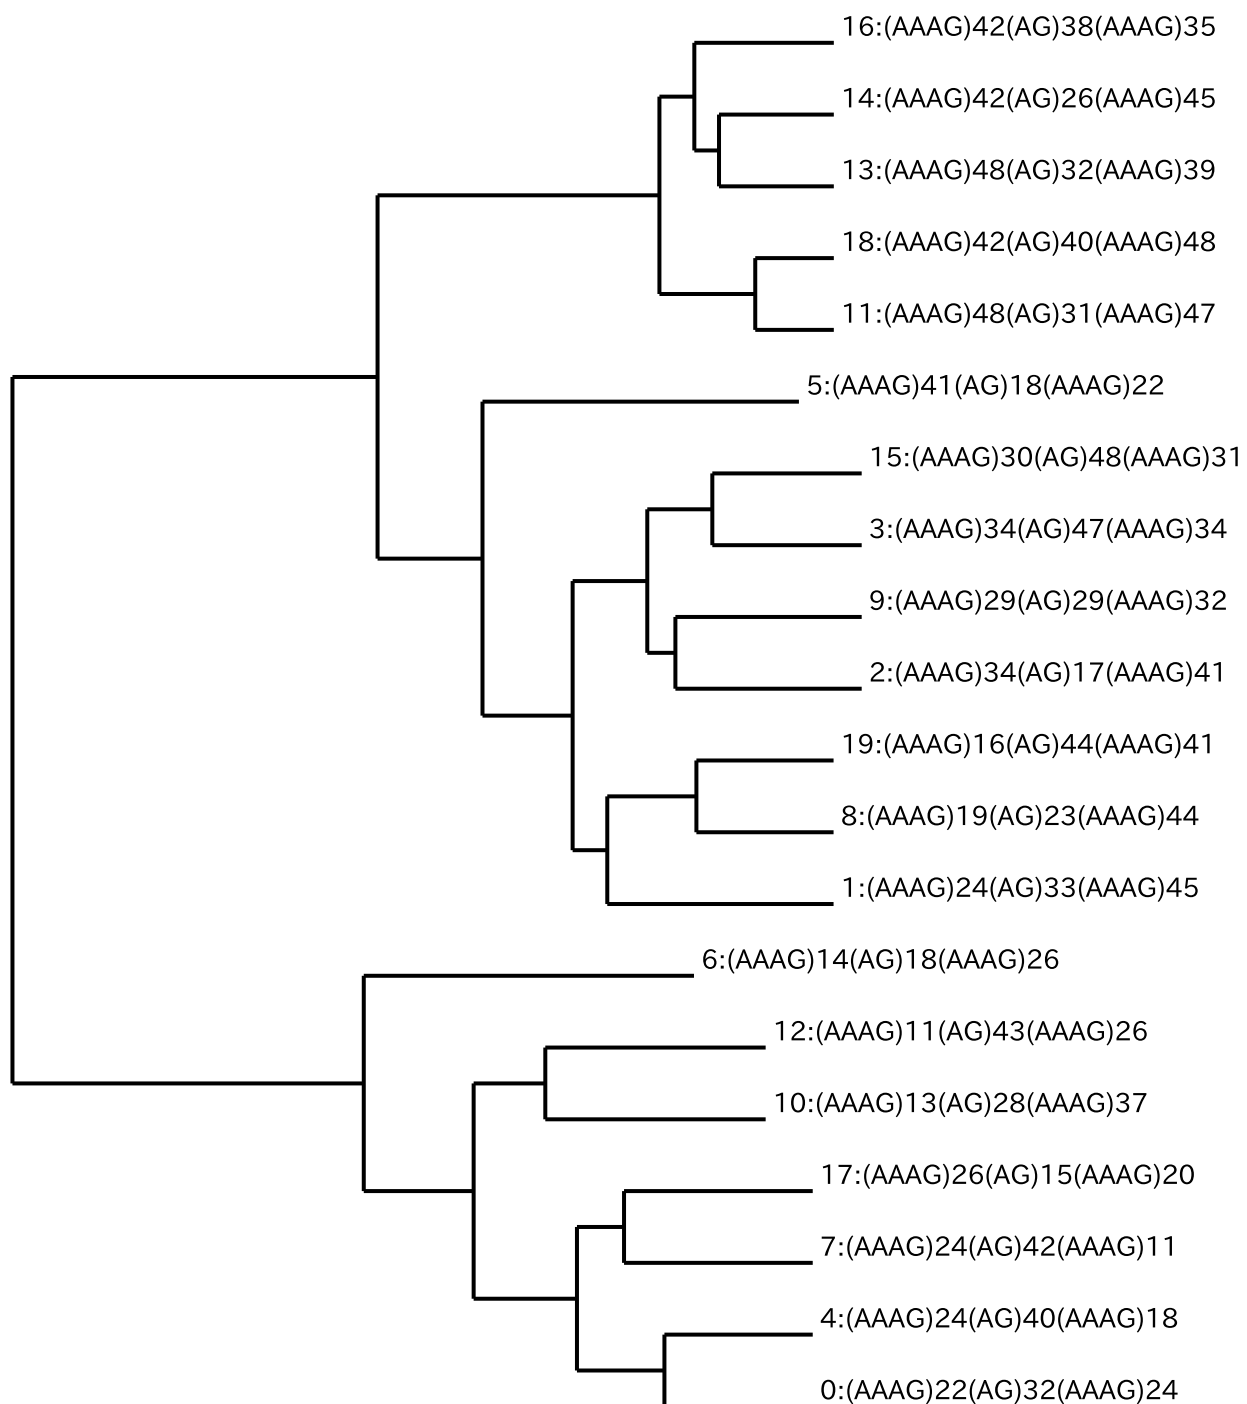 16:(AAAG)42(AG)38(AAAG)35
14:(AAAG)42(AG)26(AAAG)45
13:(AAAG)48(AG)32(AAAG)39
18:(AAAG)42(AG)40(AAAG)48
11:(AAAG)48(AG)31(AAAG)47
5:(AAAG)41(AG)18(AAAG)22
15:(AAAG)30(AG)48(AAAG)31
3:(AAAG)34(AG)47(AAAG)34
9:(AAAG)29(AG)29(AAAG)32
2:(AAAG)34(AG)17(AAAG)41
19:(AAAG)16(AG)44(AAAG)41
8:(AAAG)19(AG)23(AAAG)44
1:(AAAG)24(AG)33(AAAG)45
6:(AAAG)14(AG)18(AAAG)26
12:(AAAG)11(AG)43(AAAG)26
10:(AAAG)13(AG)28(AAAG)37
17:(AAAG)26(AG)15(AAAG)20
7:(AAAG)24(AG)42(AAAG)11
4:(AAAG)24(AG)40(AAAG)18
0:(AAAG)22(AG)32(AAAG)24